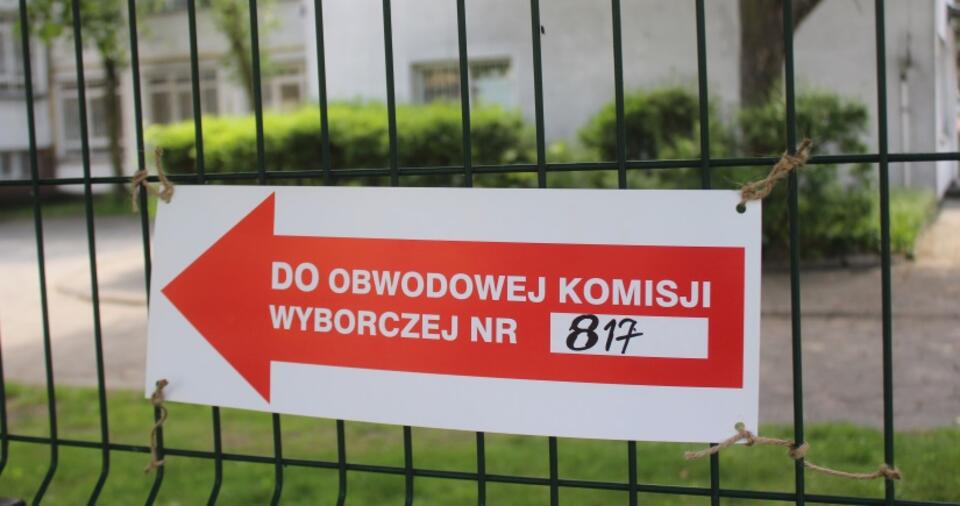 DO OBWODOWEJ KOMISJI
WYBORCZEJ NR 817